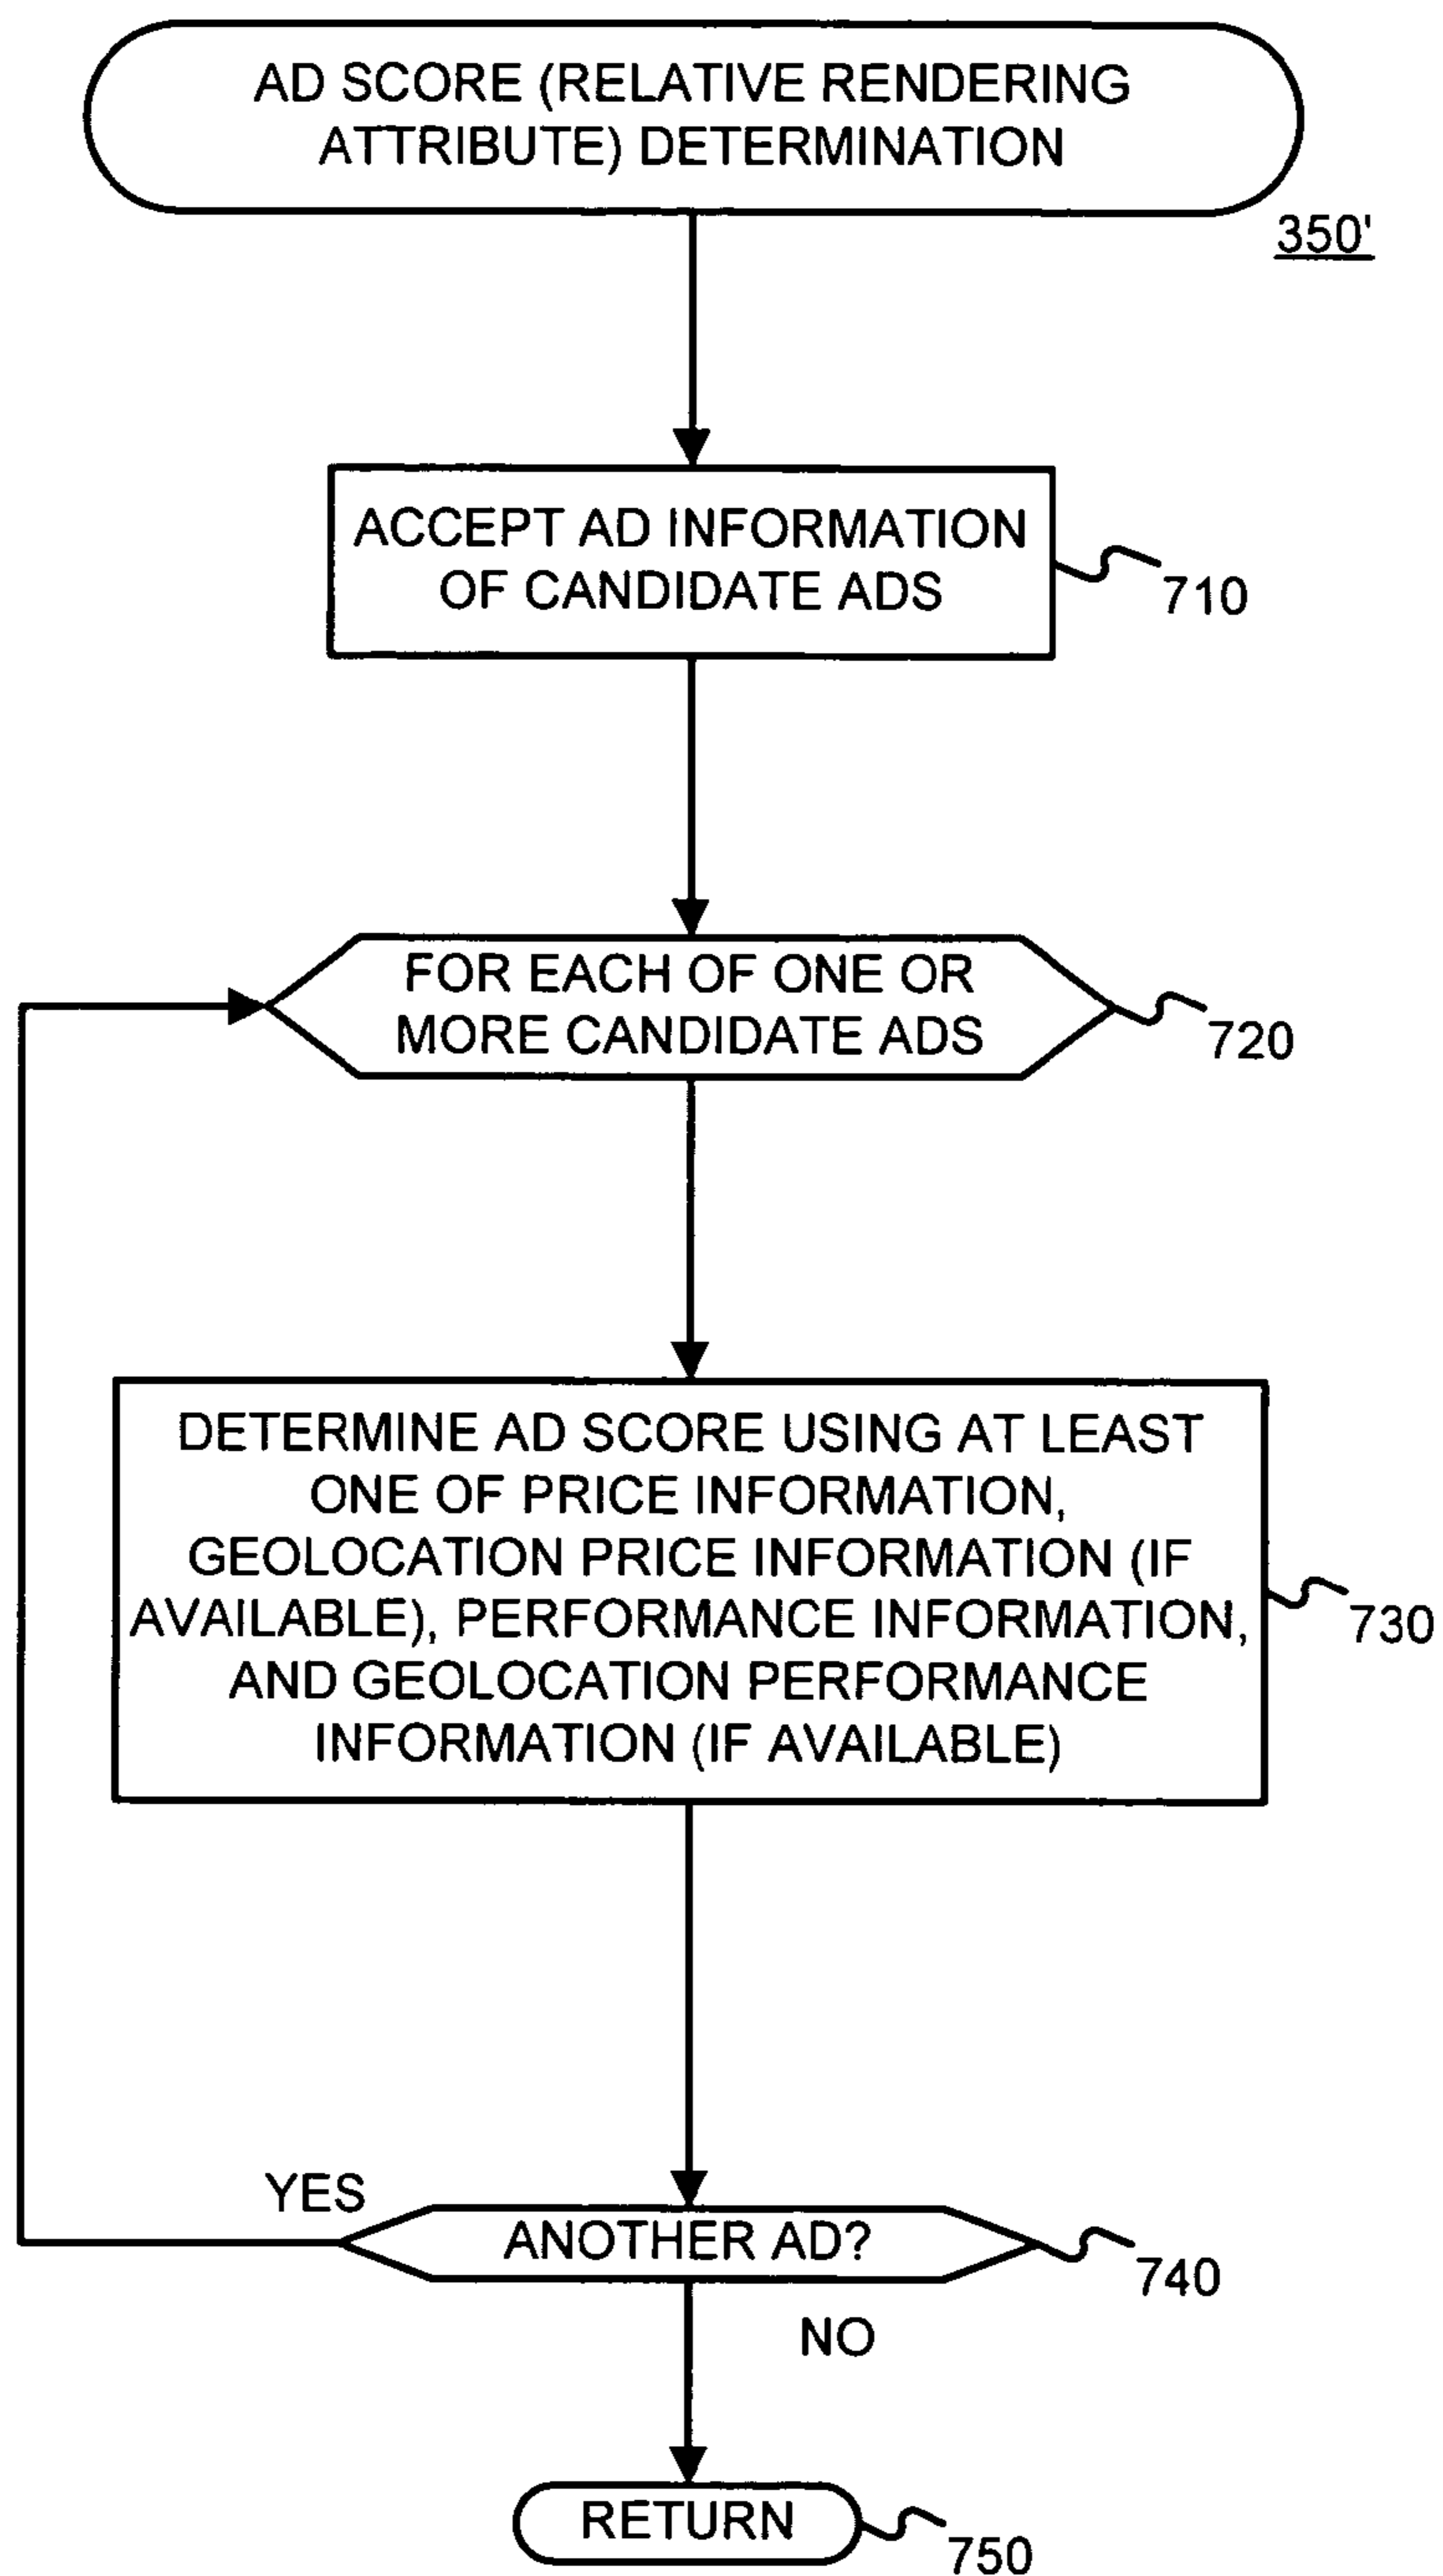 AD SCORE (RELATIVE RENDERING
ATTRIBUTE) DETERMINATION
350'
ACCEPT AD INFORMATION
OF CANDIDATE ADS
710
FOR EACH OF ONE OR
MORE CANDIDATE ADS
720
DETERMINE AD SCORE USING AT LEAST
ONE OF PRICE INFORMATION,
GEOLOCATION PRICE INFORMATION (IF
AVAILABLE), PERFORMANCE INFORMATION,
AND GEOLOCATION PERFORMANCE
INFORMATION (IF AVAILABLE)
730
YES
ANOTHER AD?
740
NO
RETURN
750